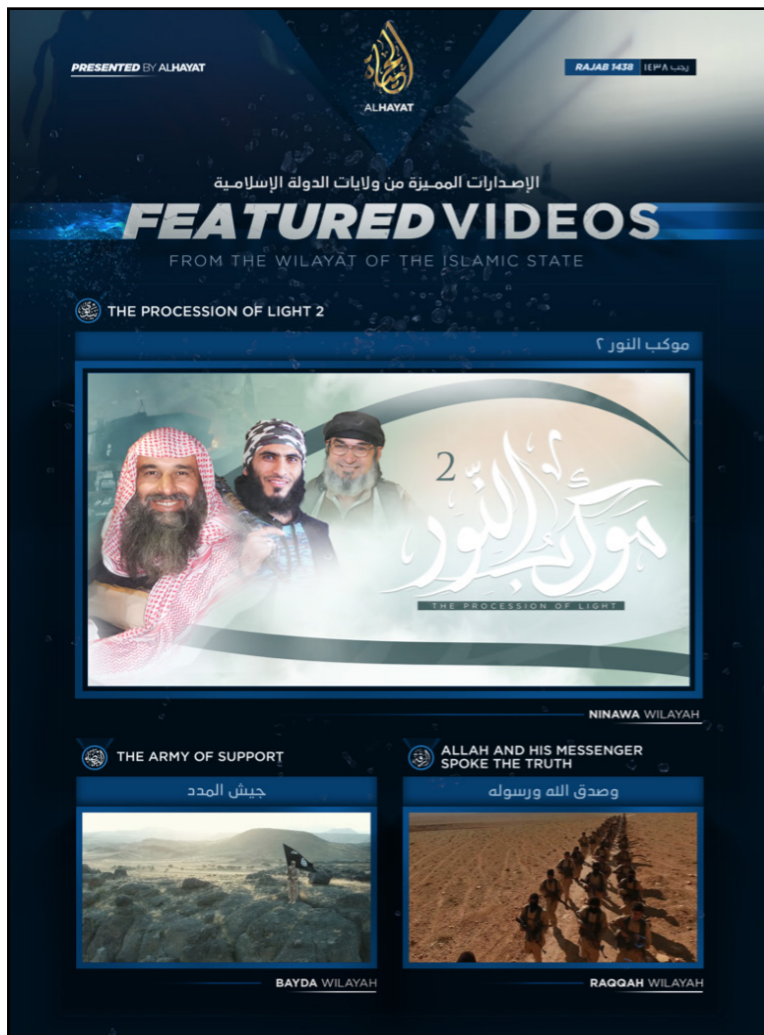 PRESENTED BY ALHAYAT
ALHAYAT
RAJAB 1438 رجب ١٤٣٨
الإصدارات المميزة من ولايات الدولة الإسلامية
FEATURED VIDEOS
FROM THE WILAYAT OF THE ISLAMIC STATE
THE PROCESSION OF LIGHT 2
موكب النور ٢
2
موكب النور
THE PROCESSION OF LIGHT
NINAWA WILAYAH
THE ARMY OF SUPPORT
جيش المدد
BAYDA WILAYAH
ALLAH AND HIS MESSENGER
SPOKE THE TRUTH
وصدق الله ورسوله
RAQQAH WILAYAH